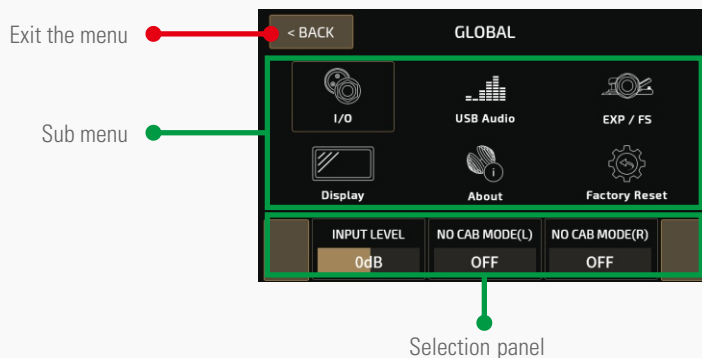 Exit the menu
< BACK
GLOBAL
Sub menu
I/O
USB Audio
EXP / FS
Display
i
About
Factory Reset
INPUT LEVEL
NO CAB MODE(L)
NO CAB MODE(R)
0dB
OFF
OFF
Selection panel